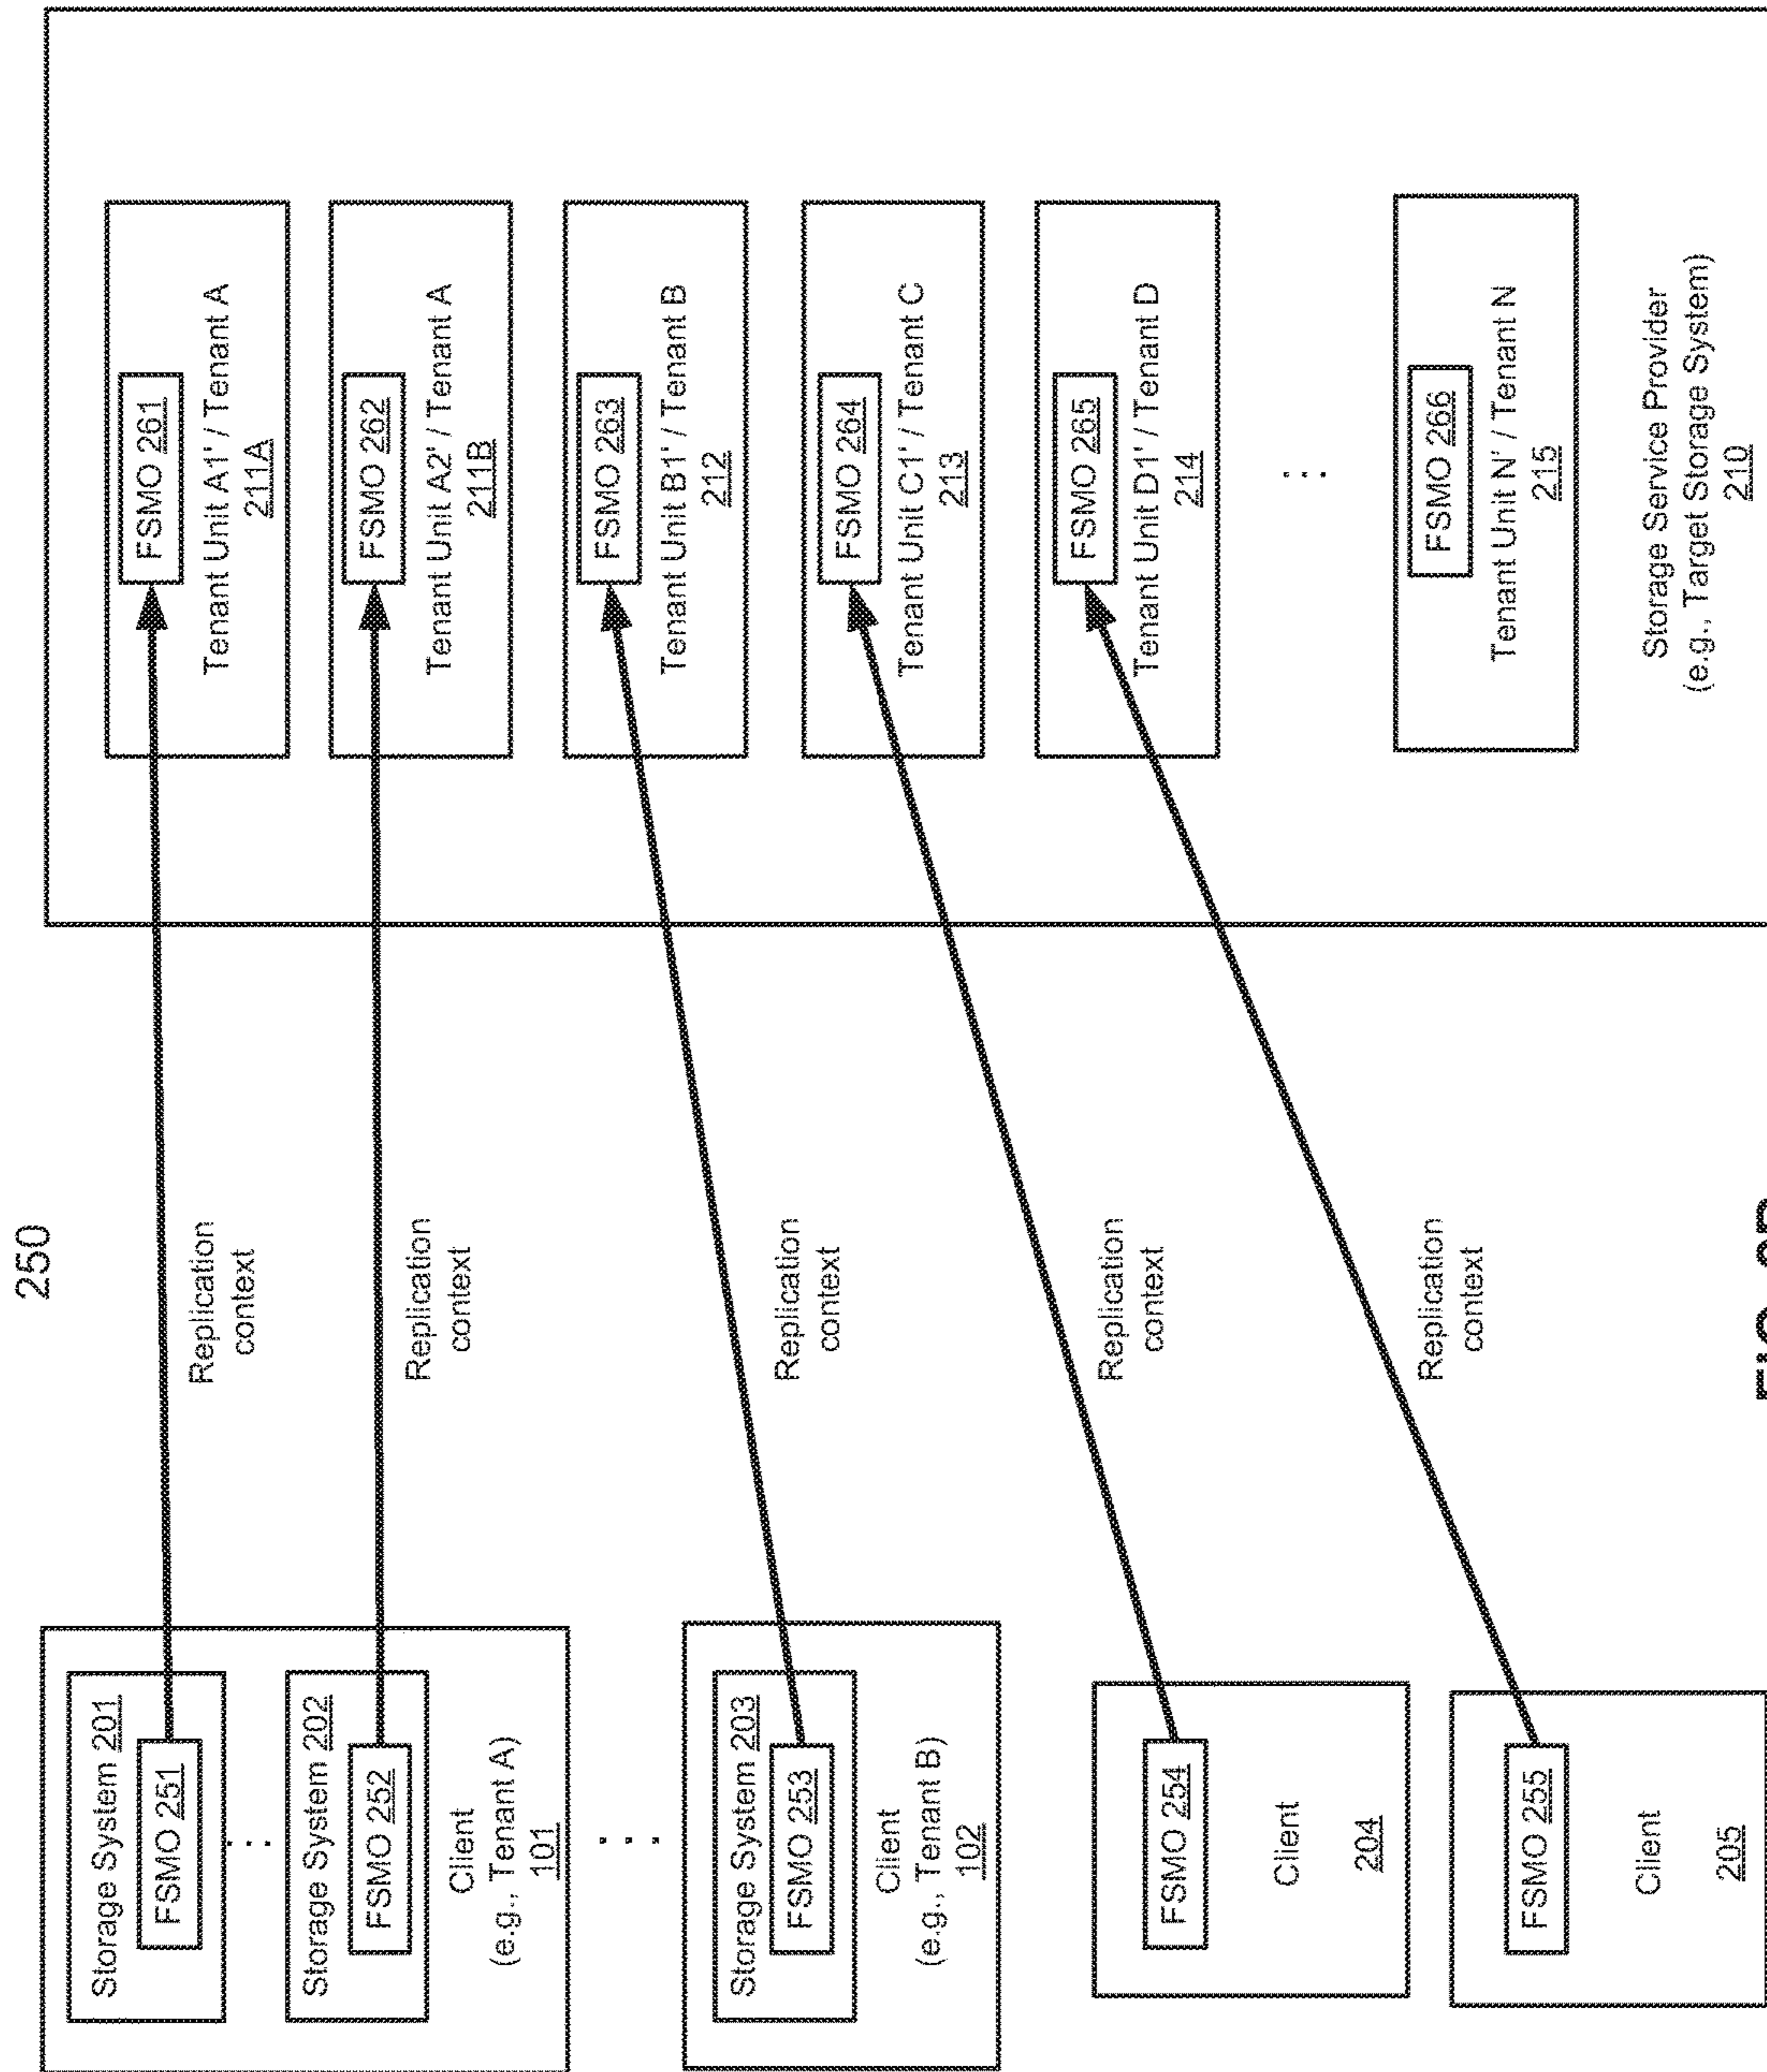 250
Storage System 201
FSMO 251
...
Storage System 202
FSMO 252
Client
(e.g., Tenant A)
101
...
Storage System 203
FSMO 253
Client
(e.g., Tenant B)
102
FSMO 254
Client
204
FSMO 255
Client
205
Replication
context
Replication
context
Replication
context
Replication
context
Replication
context
FSMO 261
Tenant Unit A1' / Tenant A
211A
FSMO 262
Tenant Unit A2' / Tenant A
211B
FSMO 263
Tenant Unit B1' / Tenant B
212
FSMO 264
Tenant Unit C1' / Tenant C
213
FSMO 265
Tenant Unit D1' / Tenant D
214
...
FSMO 266
Tenant Unit N' / Tenant N
215
Storage Service Provider
(e.g., Target Storage System)
210